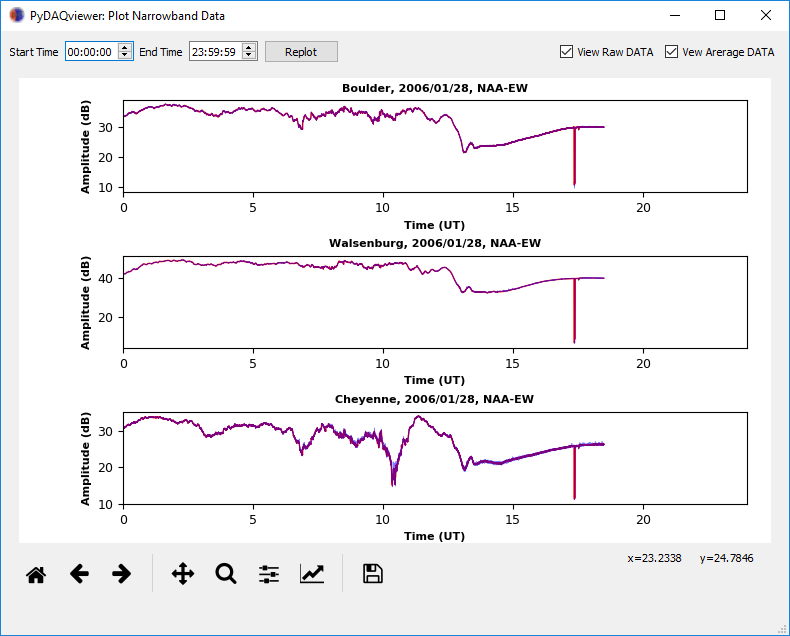 PyDAQviewer: Plot Narrowband Data
Start Time 00:00:00 End Time 23:59:59 Replot View Raw DATA Vew Average DATA
Boulder, 2006/01/28, NAA-EW
Amplitude (dB)
30
20
10
0 5 10 15 20
Time (UT)
Walsenburg, 2006/01/28, NAA-EW
Amplitude (dB)
40
20
0 5 10 15 20
Time (UT)
Cheyenne, 2006/01/28, NAA-EW
Amplitude (dB)
30
20
10
0 5 10 15 20
Time (UT)
x=23.2338 y=24.7846